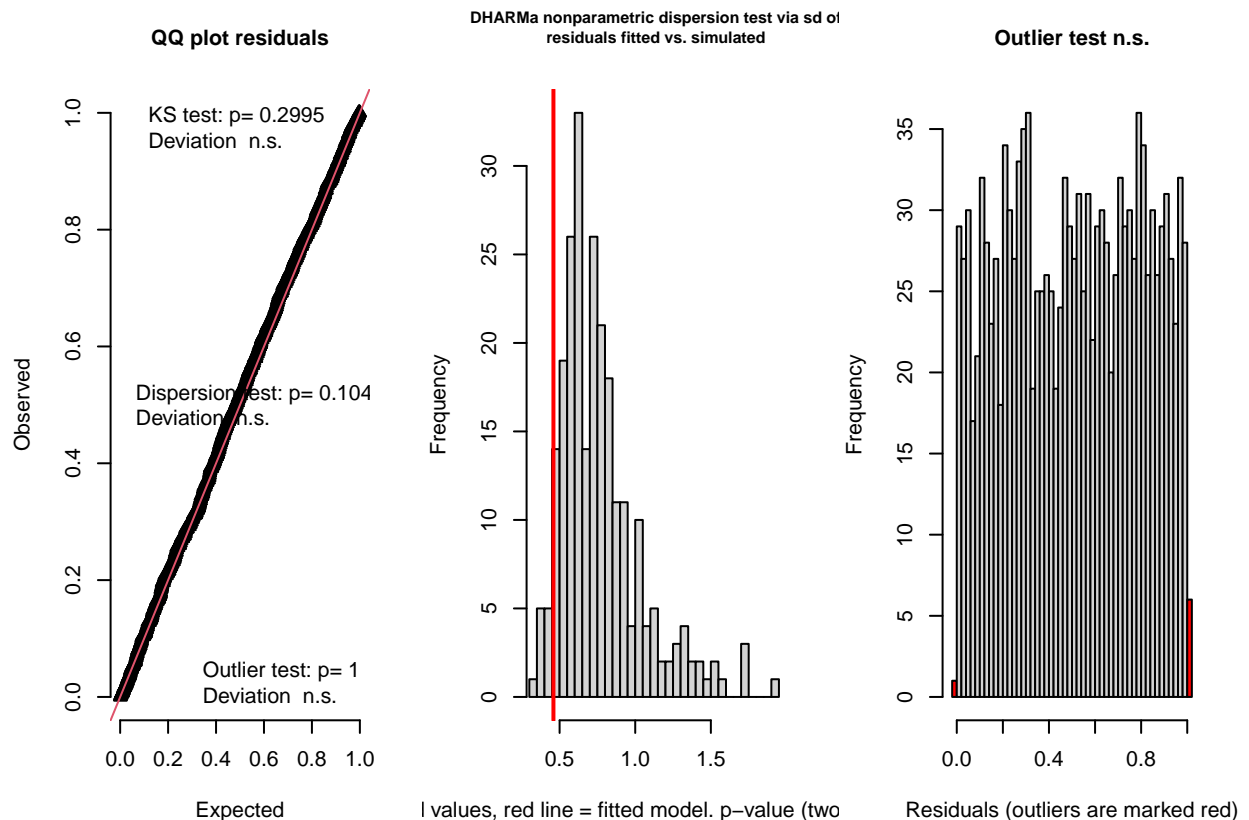 QQ plot residuals
KS test: p= 0.2995
Deviation n.s.
Dispersion test: p= 0.104
Deviation n.s.
Outlier test: p= 1
Deviation n.s.
Observed
0.0 0.2 0.4 0.6 0.8 1.0
0.0 0.2 0.4 0.6 0.8 1.0
Expected
DHARMa nonparametric dispersion test via sd of
residuals fitted vs. simulated
Frequency
0 5 10 15 20 25 30
0.5 1.0 1.5
l values, red line = fitted model. p−value (two
Outlier test n.s.
Frequency
0 5 10 15 20 25 30 35
0.0 0.4 0.8
Residuals (outliers are marked red)